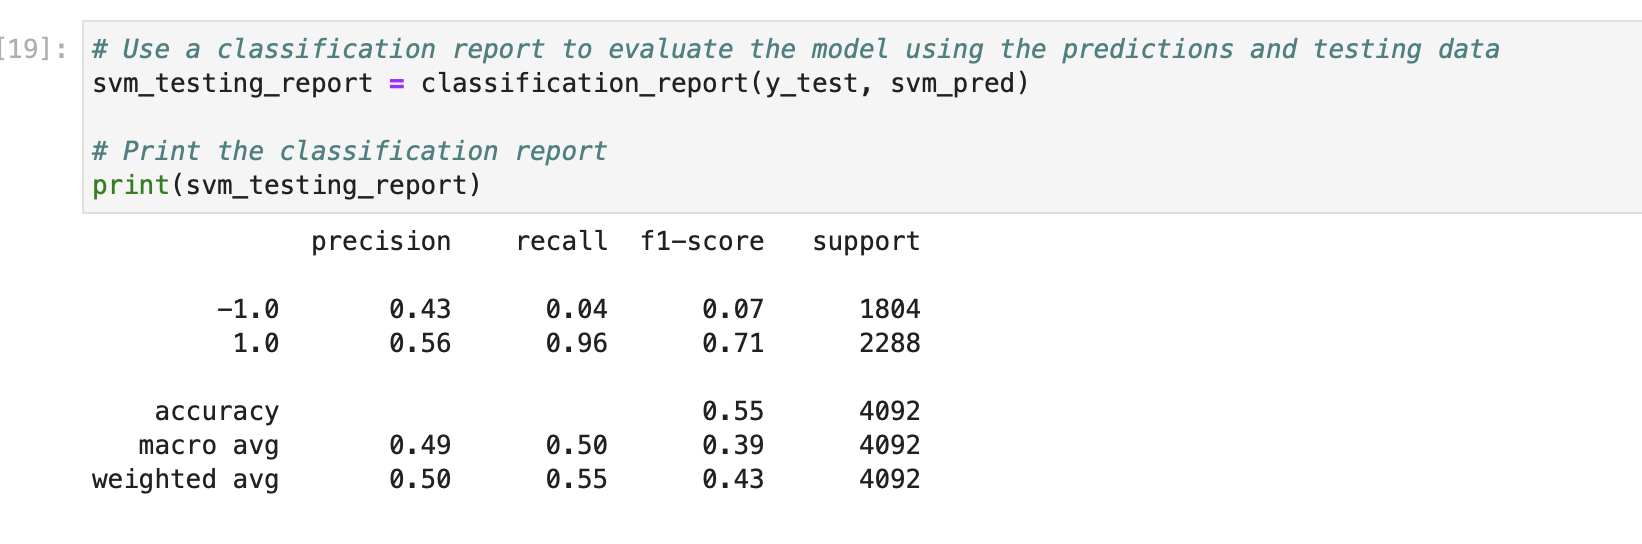 [19]: # Use a classification report to evaluate the model using the predictions and testing data
svm_testing_report = classification_report(y_test, svm_pred)
# Print the classification report
print(svm_testing_report)
precision recall f1-score support
-1.0 0.43 0.04 0.07 1804
1.0 0.56 0.96 0.71 2288
accuracy 0.55 4092
macro avg 0.49 0.50 0.39 4092
weighted avg 0.50 0.55 0.43 4092